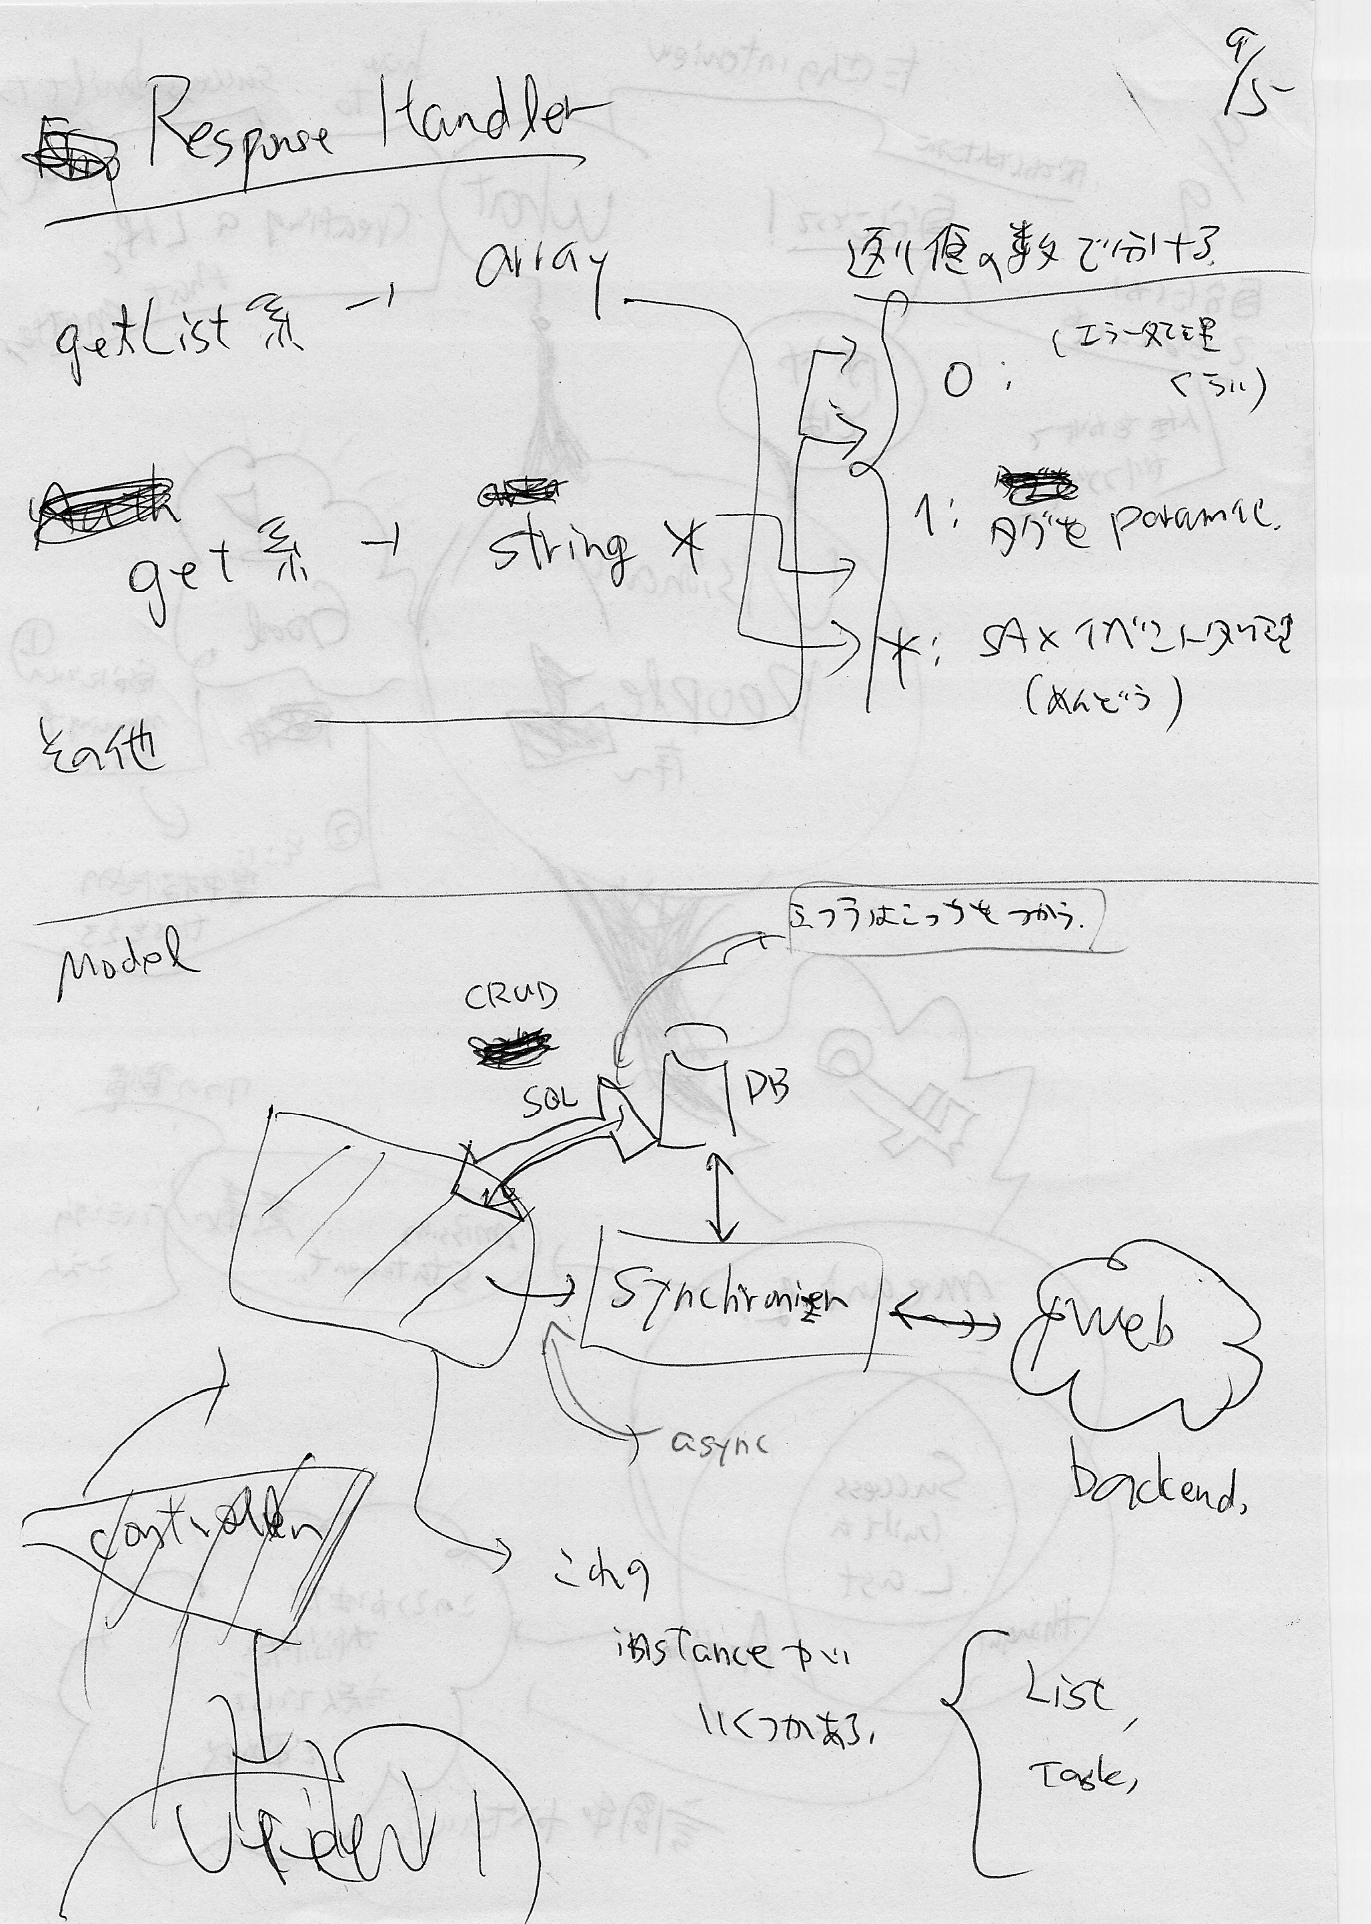 9/5
Response Handler
getList系 → array
get系 → string *
その他
返り値の数で分ける
0: (エラー処理
くらい)
1: タグを paramに.
*: SAXイベント処理
(めんどう)
Model
ふつうはこっちをつかう.
CRUD
SQL
DB
Synchronizer
web
backend,
async
Controller
これの
instanceが
いくつかある,
List,
Task,